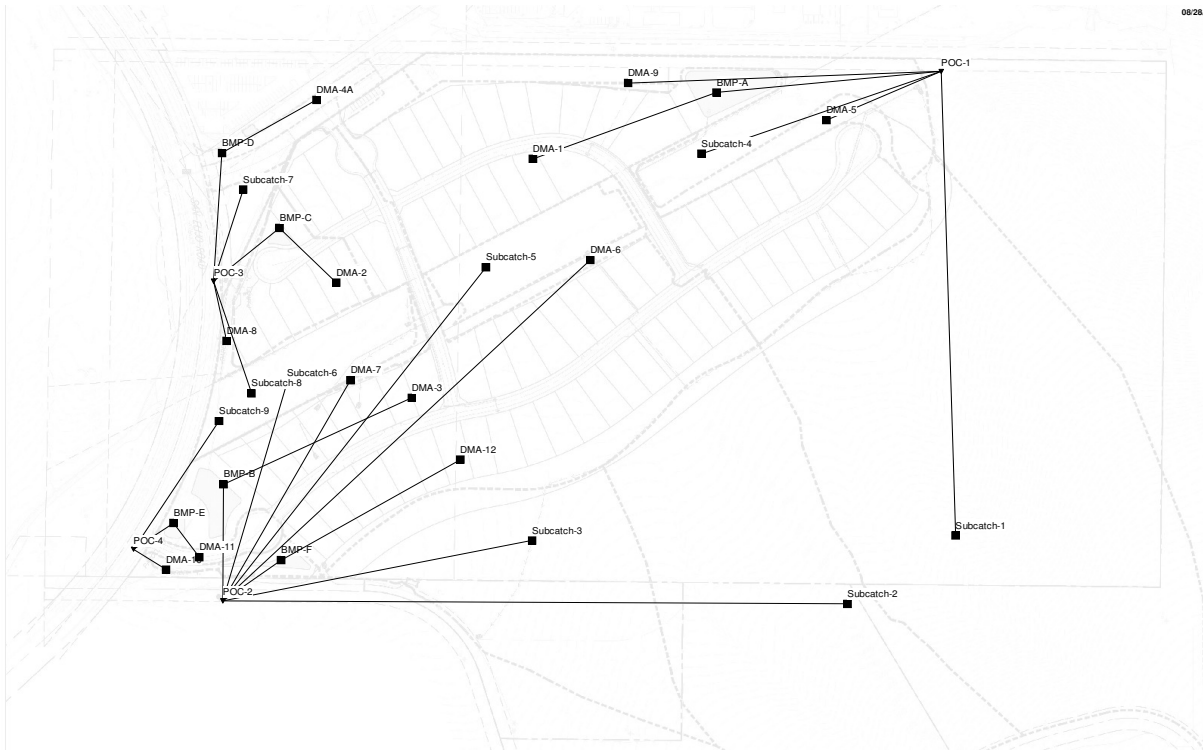 08/28/
POC-1
DMA-9
BMP-A
DMA-4A
DMA-5
BMP-D
Subcatch-4
DMA-1
Subcatch-7
BMP-C
Subcatch-5
DMA-6
POC-3
DMA-2
DMA-8
Subcatch-6
DMA-7
Subcatch-8
DMA-3
Subcatch-9
DMA-12
BMP-B
BMP-E
Subcatch-1
Subcatch-3
POC-4
DMA-11
BMP-F
POC-2
Subcatch-2